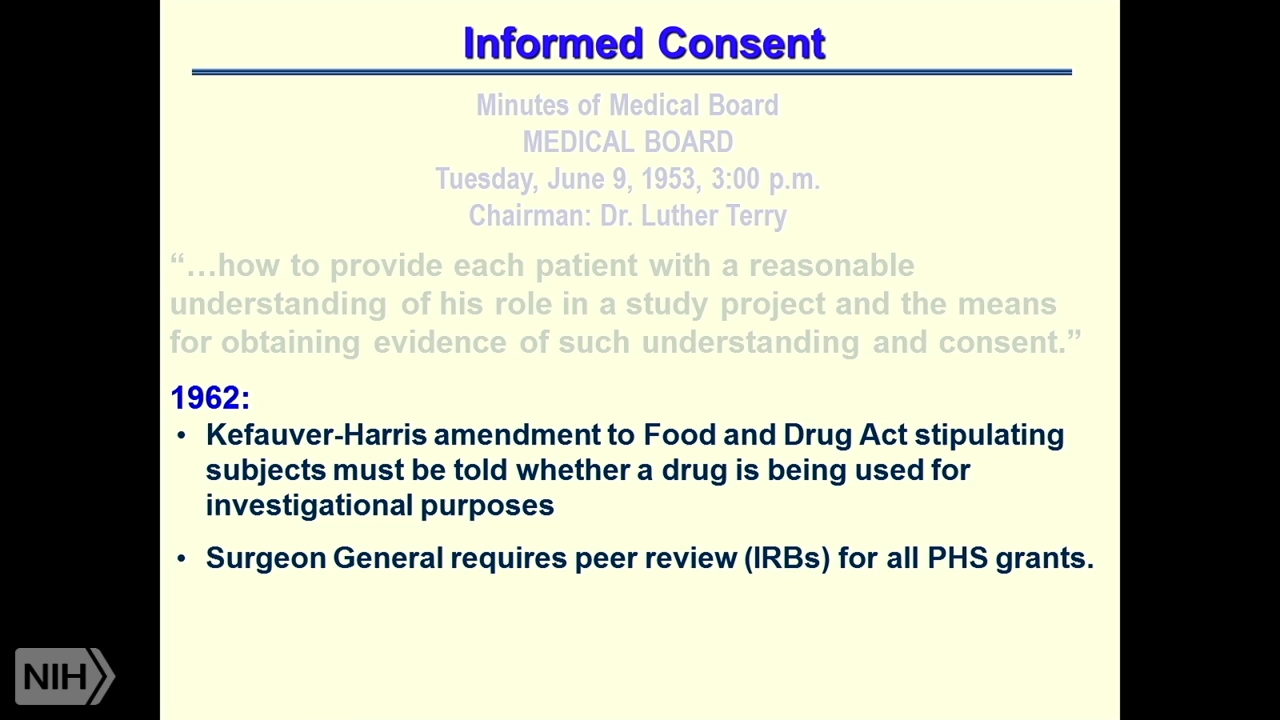 Informed Consent
Minutes of Medical Board
MEDICAL BOARD
Tuesday, June 9, 1953, 3:00 p.m.
Chairman: Dr. Luther Terry
“…how to provide each patient with a reasonable
understanding of his role in a study project and the means
for obtaining evidence of such understanding and consent.”
1962:
• Kefauver-Harris amendment to Food and Drug Act stipulating
subjects must be told whether a drug is being used for
investigational purposes
• Surgeon General requires peer review (IRBs) for all PHS grants.
NIH